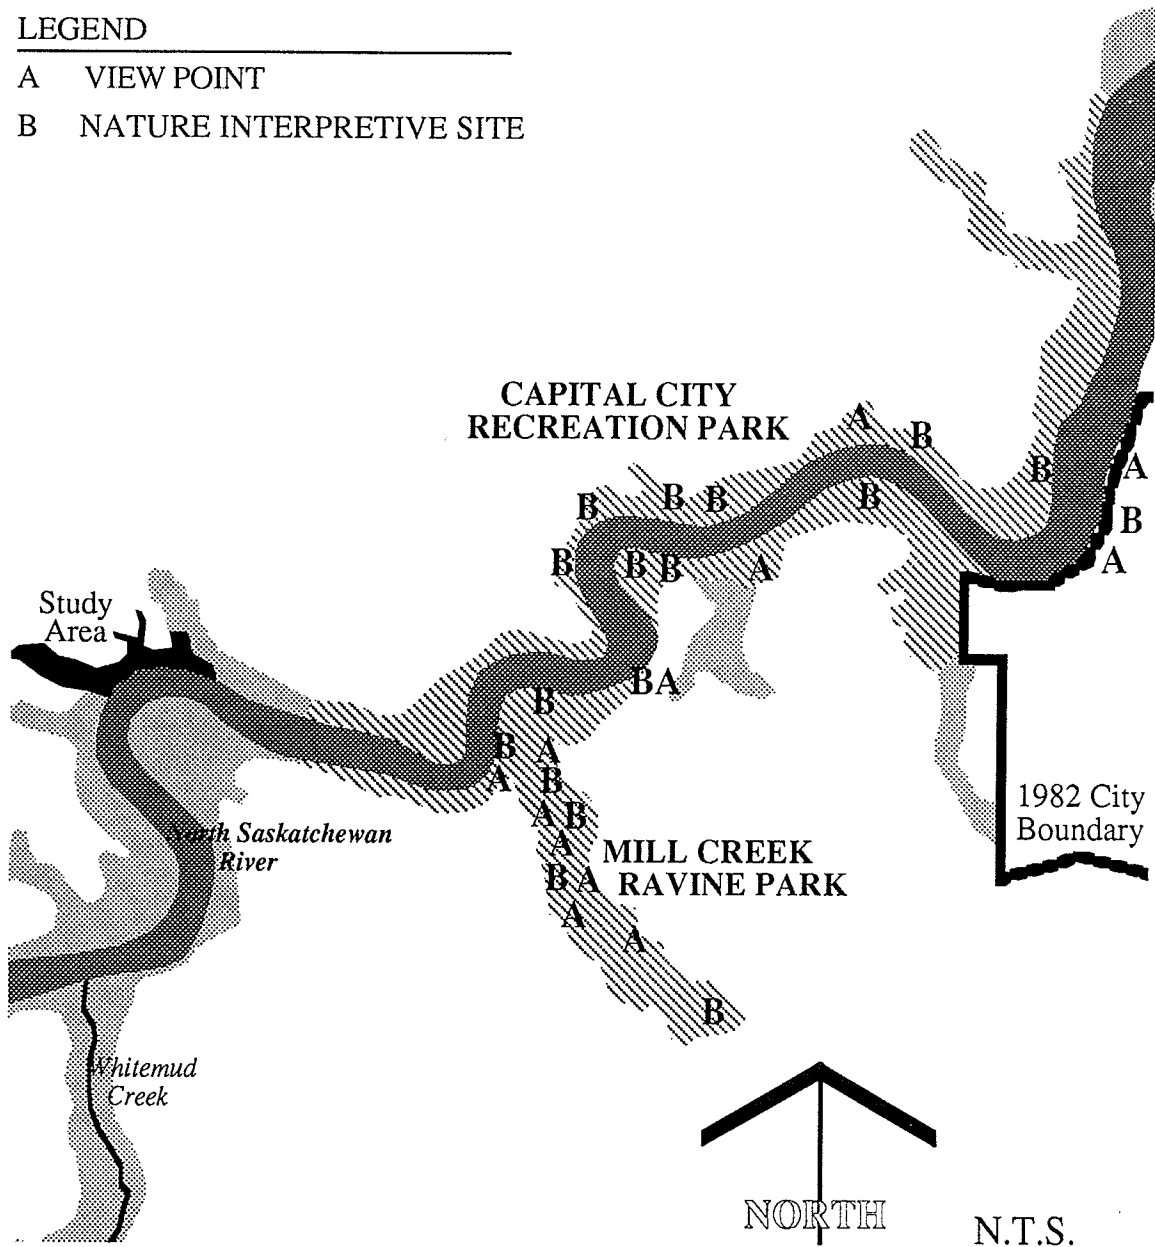 LEGEND
A VIEW POINT
B NATURE INTERPRETIVE SITE
CAPITAL CITY
RECREATION PARK
A
B
B
A
B
B
B
B
B
A
B
B
B
B
A
A
Study
Area
B A
B
B
A
A
B
A B
A
B A
A
A
B
1982 City
Boundary
North Saskatchewan
River
MILL CREEK
RAVINE PARK
Whitemud
Creek
NORTH
N.T.S.